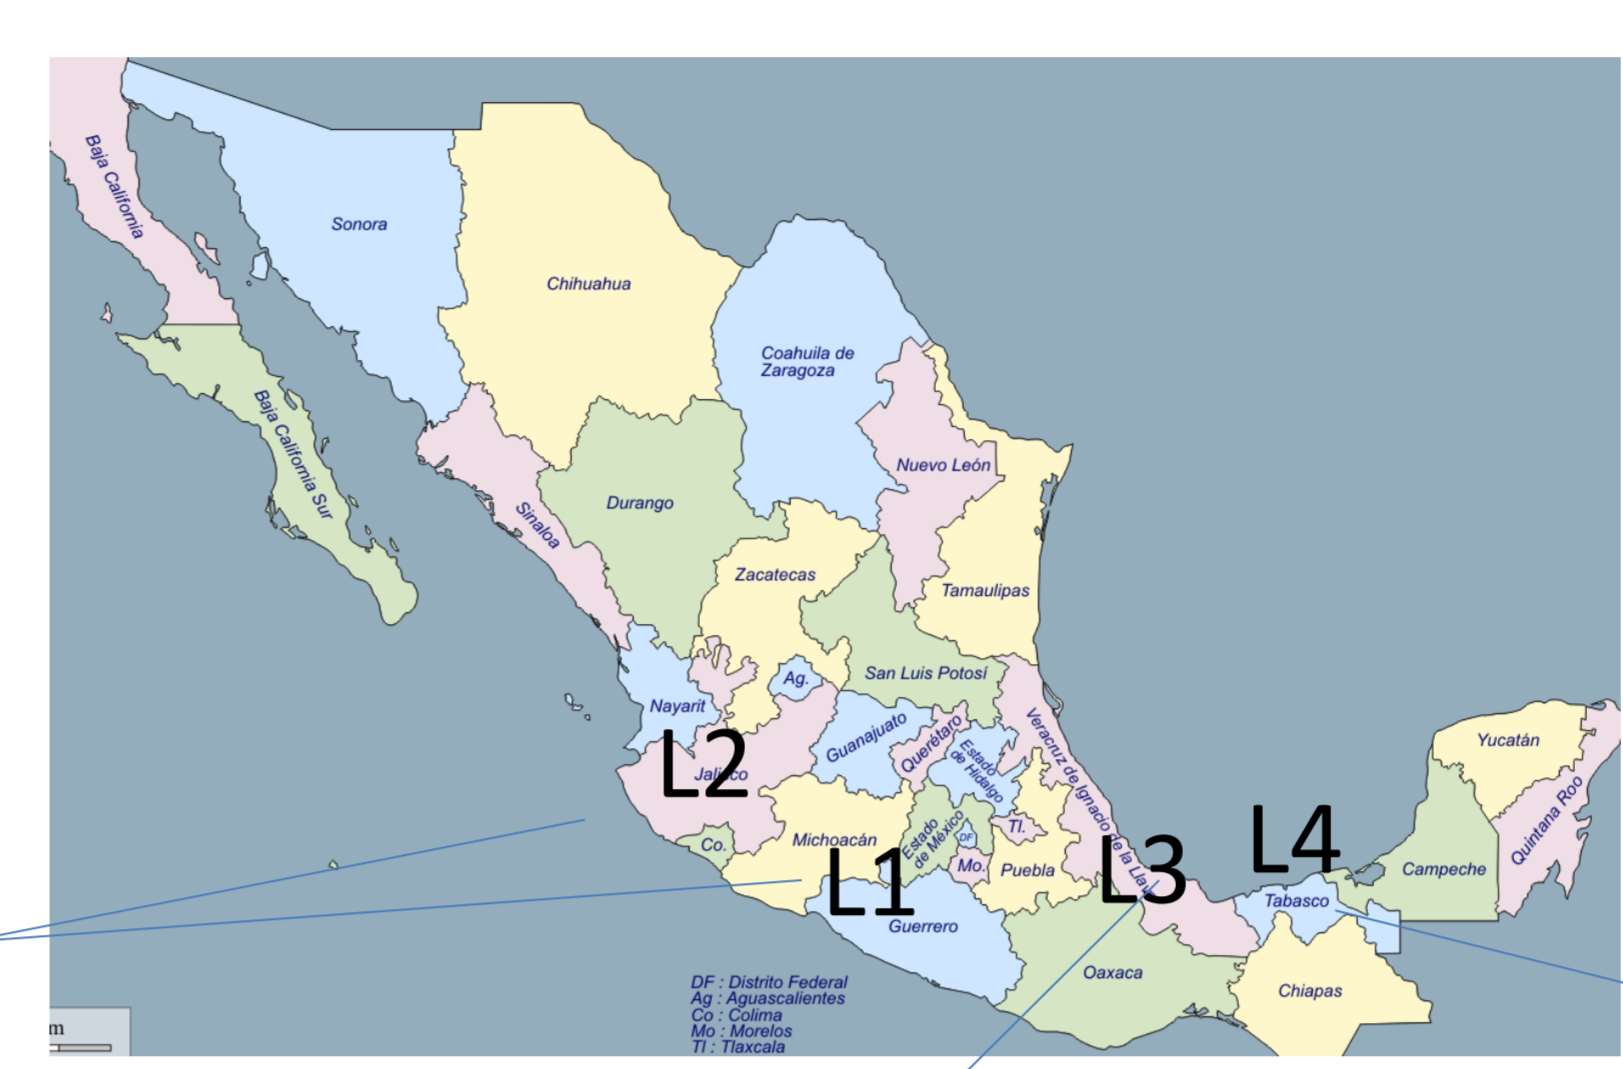 Baja California
Sonora
Chihuahua
Coahuila de
Zaragoza
Nuevo León
Baja California Sur
Sinaloa
Durango
Zacatecas
Tamaulipas
San Luis Potosí
Ag.
Nayarit
L2
Jalisco
Guanajuato
Querétaro
Estado
de Hidalgo
Veracruz de Ignacio de la Llave
Yucatán
Quintana Roo
Campeche
Co.
Michoacán
Estado
de México
DF
Tl.
Mo.
Puebla
L1
L3
L4
Tabasco
Guerrero
Oaxaca
Chiapas
DF : Distrito Federal
Ag : Aguascalientes
Co : Colima
Mo : Morelos
Tl : Tlaxcala
m